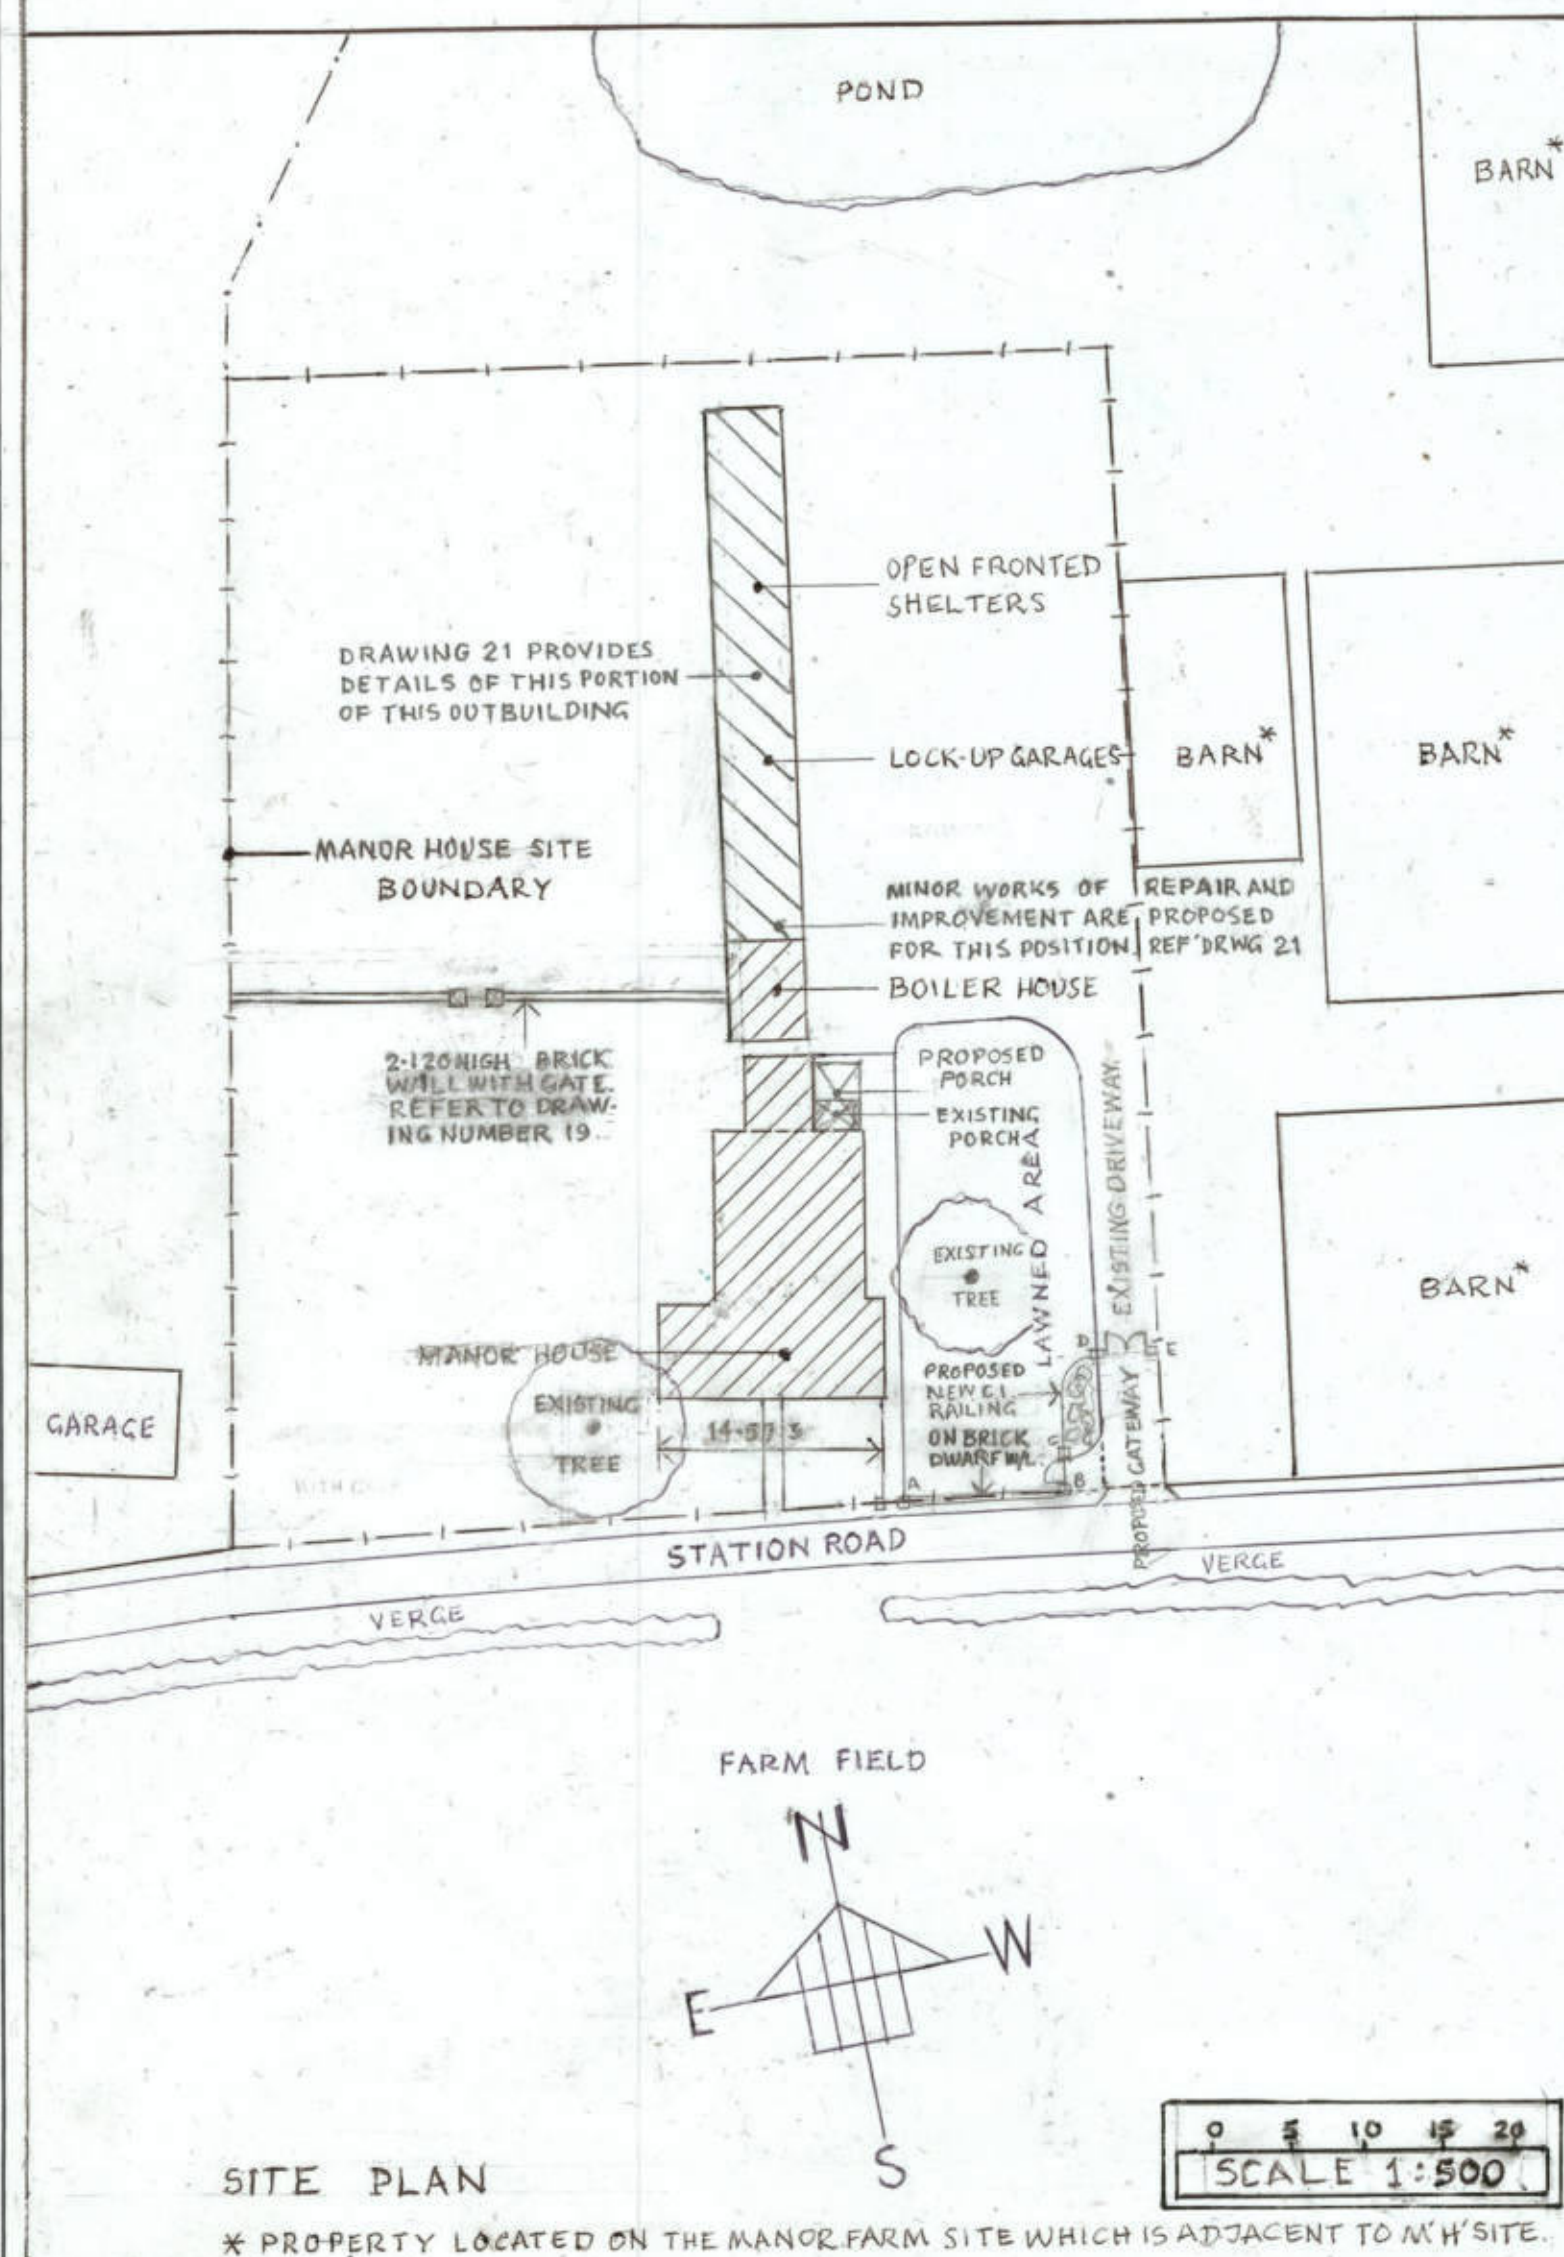 POND
BARN*
OPEN FRONTED
SHELTERS
DRAWING 21 PROVIDES
DETAILS OF THIS PORTION
OF THIS OUTBUILDING
LOCK-UP GARAGES
BARN*
BARN*
MANOR HOUSE SITE
BOUNDARY
MINOR WORKS OF REPAIR AND
IMPROVEMENT ARE PROPOSED
FOR THIS POSITION. REF' DRWG 21
BOILER HOUSE
2·120 HIGH BRICK
WALL WITH GATE.
REFER TO DRAW-
ING NUMBER 19.
PROPOSED
PORCH
EXISTING
PORCH
LAWNED AREA
EXISTING DRIVEWAY
EXISTING
TREE
BARN*
MANOR HOUSE
EXISTING
TREE
GARAGE
PROPOSED
NEW C.I.
RAILING
ON BRICK
DWARF W/L.
D
E
C
B
A
PROPOSED GATEWAY
STATION ROAD
VERGE
VERGE
FARM FIELD
N
W
E
S
0 5 10 15 20
SCALE 1:500
SITE PLAN
* PROPERTY LOCATED ON THE MANOR FARM SITE WHICH IS ADJACENT TO M'H' SITE.